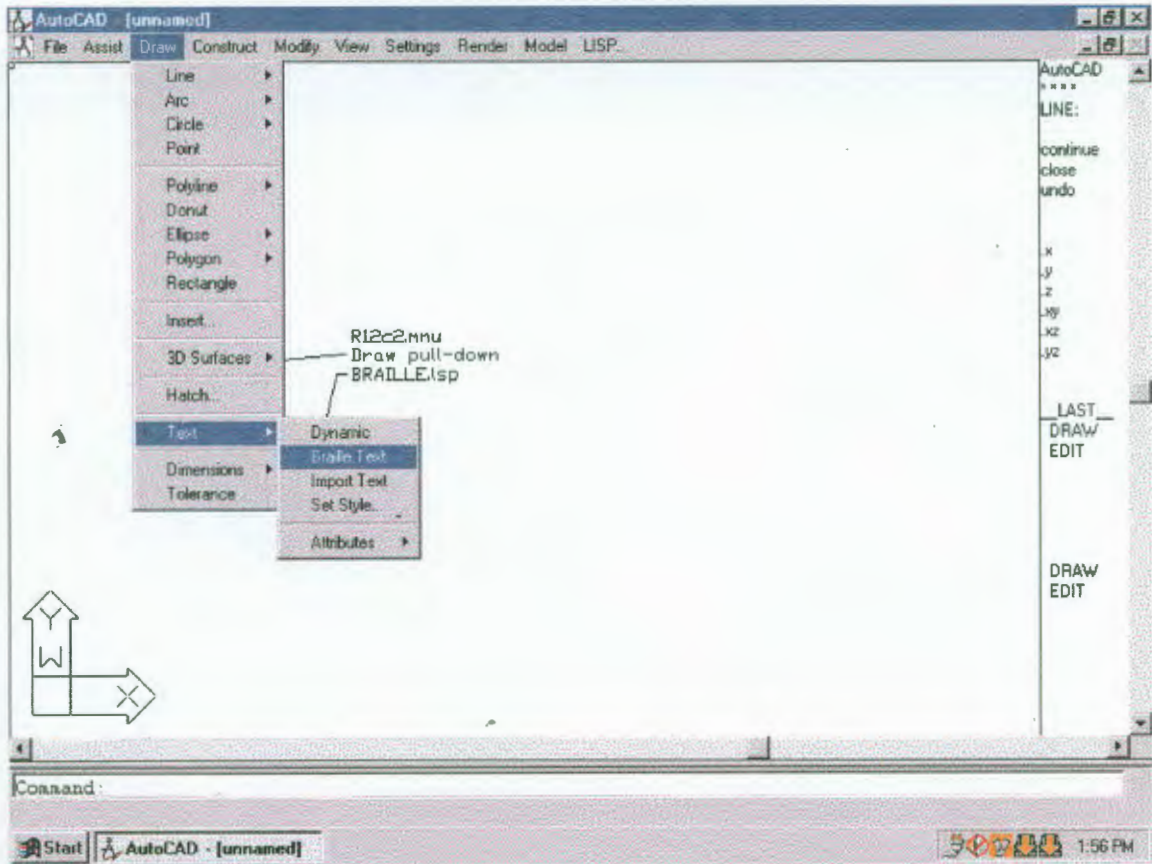 AutoCAD - [unnamed]
File Assist Draw Construct Modify View Settings Render Model LISP..
Line
Arc
Circle
Point
Polyline
Donut
Ellipse
Polygon
Rectangle
Insert...
3D Surfaces
Hatch...
Text
Dimensions
Tolerance
R12c2.mnu
Draw pull-down
BRAILLE.lsp
Dynamic
Braille Text
Import Text
Set Style..
Attributes
AutoCAD
* * * *
LINE:
continue
close
undo
.x
.y
.z
.xy
.xz
.yz
__LAST__
DRAW
EDIT
DRAW
EDIT
Y
W
X
Command:
Start AutoCAD - [unnamed] 1:56 PM